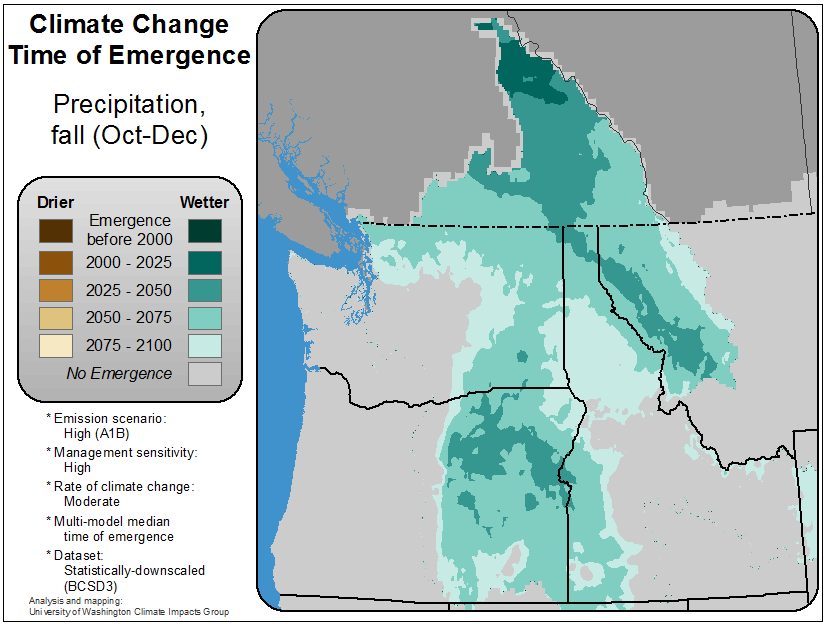 Climate Change
Time of Emergence
Precipitation,
fall (Oct-Dec)
Drier
Wetter
Emergence
before 2000
2000 - 2025
2025 - 2050
2050 - 2075
2075 - 2100
No Emergence
* Emission scenario:
High (A1B)
* Management sensitivity:
High
* Rate of climate change:
Moderate
* Multi-model median
time of emergence
* Dataset:
Statistically-downscaled
(BCSD3)
Analysis and mapping:
University of Washington Climate Impacts Group